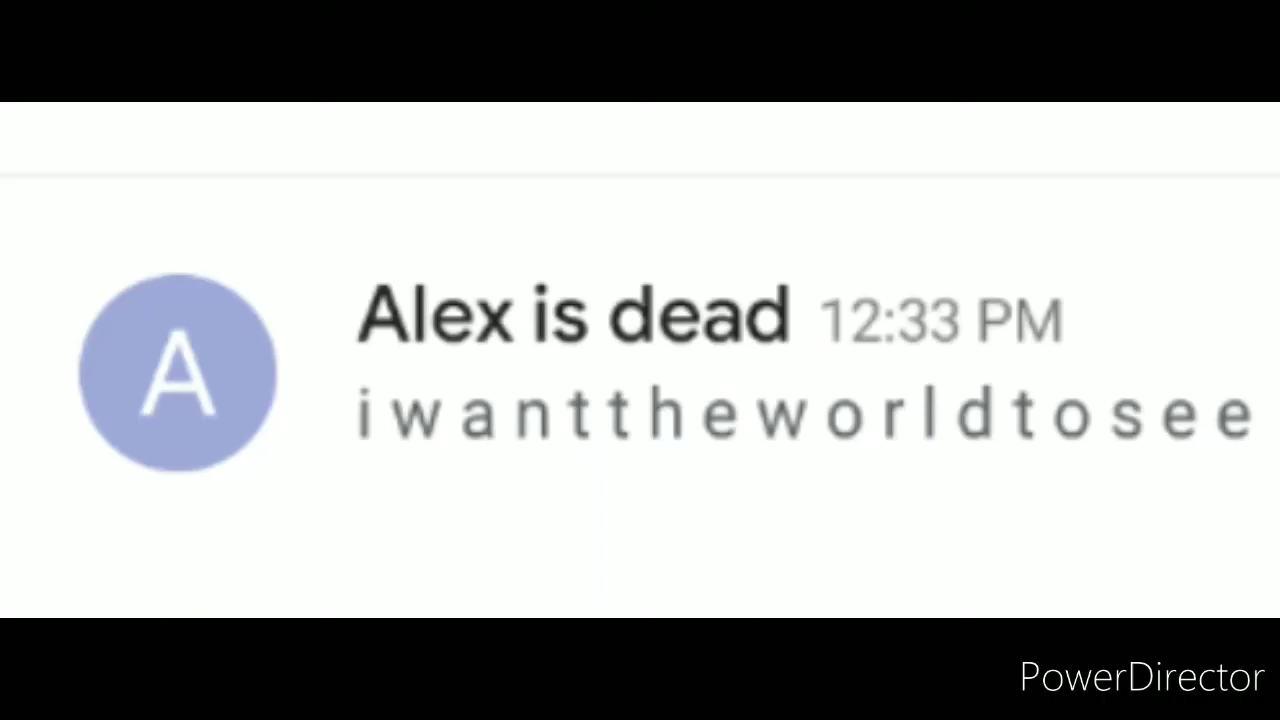 A
Alex is dead 12:33 PM
i w a n t t h e w o r l d t o s e e
PowerDirector